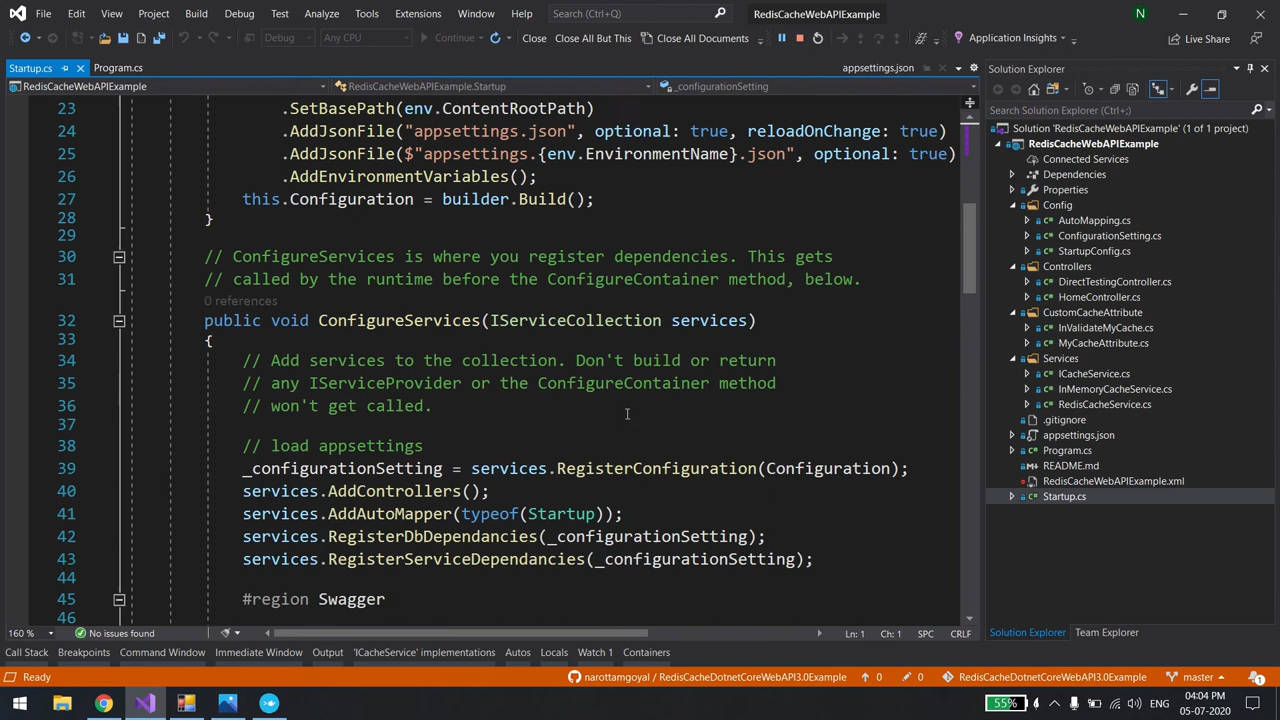 File Edit View Project Build Debug Test Analyze Tools Extensions Window Help Search (Ctrl+Q) RedisCacheWebAPIExample N
Debug Any CPU Continue Close Close All But This Close All Documents Application Insights Live Share
Startup.cs Program.cs appsettings.json
RedisCacheWebAPIExample RedisCacheWebAPIExample.Startup _configurationSetting
23 .SetBasePath(env.ContentRootPath)
24 .AddJsonFile("appsettings.json", optional: true, reloadOnChange: true)
25 .AddJsonFile($"appsettings.{env.EnvironmentName}.json", optional: true)
26 .AddEnvironmentVariables();
27 this.Configuration = builder.Build();
28 }
29
30 // ConfigureServices is where you register dependencies. This gets
31 // called by the runtime before the ConfigureContainer method, below.
0 references
32 public void ConfigureServices(IServiceCollection services)
33 {
34 // Add services to the collection. Don't build or return
35 // any IServiceProvider or the ConfigureContainer method
36 // won't get called.
37
38 // load appsettings
39 _configurationSetting = services.RegisterConfiguration(Configuration);
40 services.AddControllers();
41 services.AddAutoMapper(typeof(Startup));
42 services.RegisterDbDependancies(_configurationSetting);
43 services.RegisterServiceDependancies(_configurationSetting);
44
45 #region Swagger
46
160 % No issues found Ln: 1 Ch: 1 SPC CRLF
Call Stack Breakpoints Command Window Immediate Window Output 'ICacheService' implementations Autos Locals Watch 1 Containers
Solution Explorer
Search Solution Explorer (Ctrl+;)
Solution 'RedisCacheWebAPIExample' (1 of 1 project)
RedisCacheWebAPIExample
Connected Services
Dependencies
Properties
Config
AutoMapping.cs
ConfigurationSetting.cs
StartupConfig.cs
Controllers
DirectTestingController.cs
HomeController.cs
CustomCacheAttribute
InValidateMyCache.cs
MyCacheAttribute.cs
Services
ICacheService.cs
InMemoryCacheService.cs
RedisCacheService.cs
.gitignore
appsettings.json
Program.cs
README.md
RedisCacheWebAPIExample.xml
Startup.cs
Solution Explorer Team Explorer
Ready narottamgoyal / RedisCacheDotnetCoreWebAPI3.0Example 0 0 RedisCacheDotnetCoreWebAPI3.0Example master 1
55% ENG 04:04 PM
05-07-2020